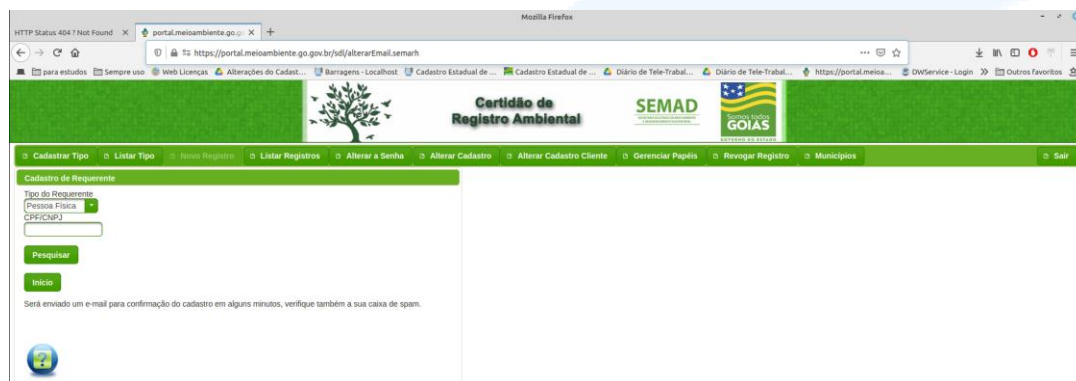 Mozilla Firefox
HTTP Status 404 ? Not Found
portal.meioambiente.go.go
https://portal.meioambiente.go.gov.br/sdl/alterarEmail.semarh
para estudos
Sempre uso
Web Licenças
Alterações do Cadast...
Barragens - Localhost
Cadastro Estadual de ...
Cadastro Estadual de ...
Diário de Tele-Trabal...
Diário de Tele-Trabal...
https://portal.meioa...
DWService - Login
Outros favoritos
Certidão de
Registro Ambiental
SEMAD
Somos todos
GOIÁS
GOVERNO DO ESTADO
Cadastrar Tipo
Listar Tipo
Novo Registro
Listar Registros
Alterar a Senha
Alterar Cadastro
Alterar Cadastro Cliente
Gerenciar Papéis
Revogar Registro
Municípios
Sair
Cadastro de Requerente
Tipo do Requerente
Pessoa Física
CPF/CNPJ
Pesquisar
Início
Será enviado um e-mail para confirmação do cadastro em alguns minutos, verifique também a sua caixa de spam.